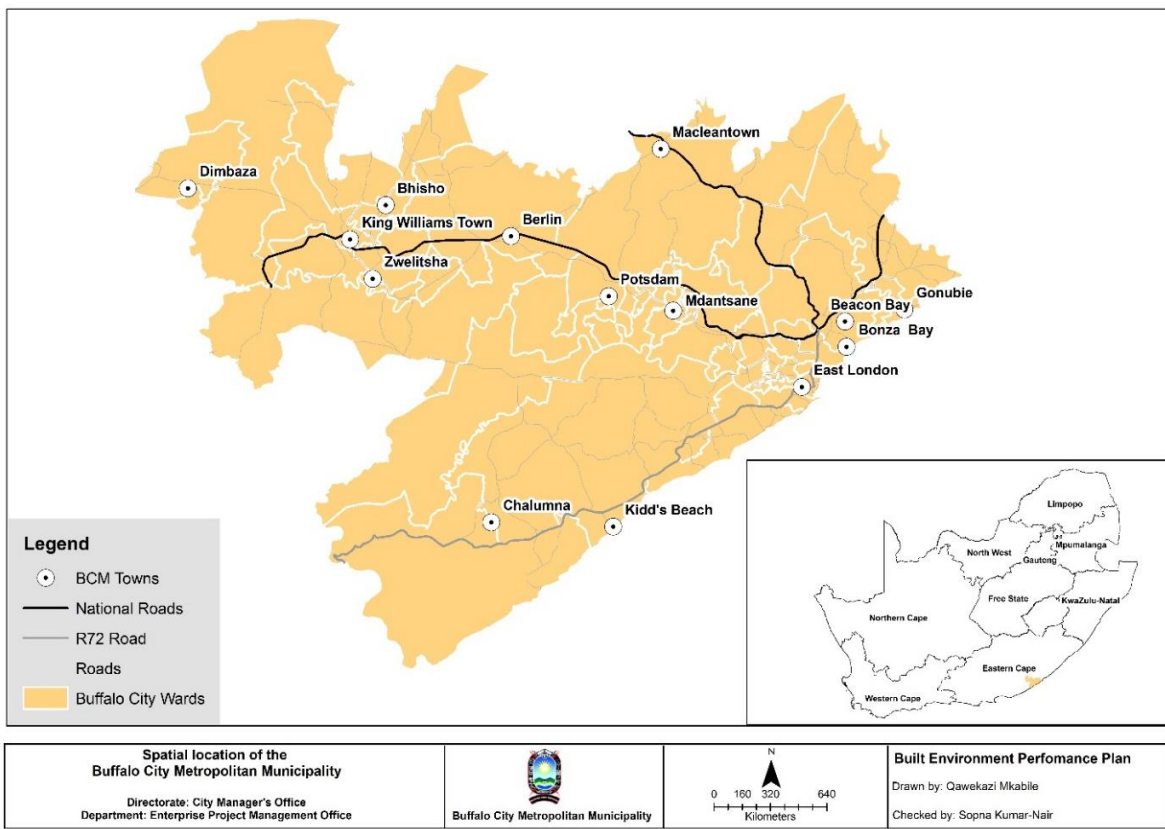 Macleantown
Dimbaza
Bhisho
King Williams Town
Berlin
Zwelitsha
Potsdam
Mdantsane
Beacon Bay
Gonubie
Bonza Bay
East London
Chalumna
Kidd's Beach
Legend
BCM Towns
National Roads
R72 Road
Roads
Buffalo City Wards
Limpopo
North West
Mpumalanga
Gauteng
Free State
KwaZulu-Natal
Northern Cape
Eastern Cape
Western Cape
Spatial location of the
Buffalo City Metropolitan Municipality
Directorate: City Manager's Office
Department: Enterprise Project Management Office
Buffalo City Metropolitan Municipality
N
0 160 320 640
Kilometers
Built Environment Perfomance Plan
Drawn by: Qawekazi Mkabile
Checked by: Sopna Kumar-Nair